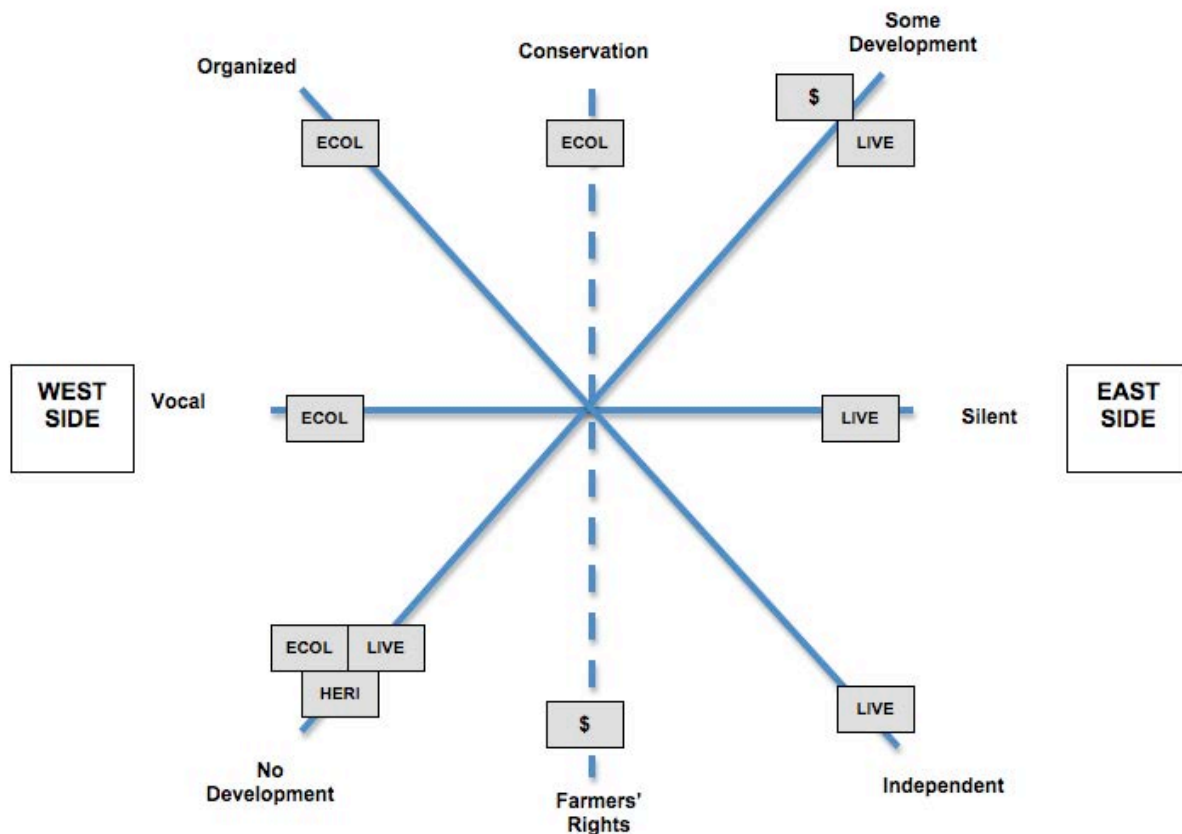 Some
Development
Conservation
Organized
$
ECOL
ECOL
LIVE
WEST
SIDE
Vocal
ECOL
LIVE
Silent
EAST
SIDE
ECOL
LIVE
HERI
$
LIVE
No
Development
Farmers'
Rights
Independent